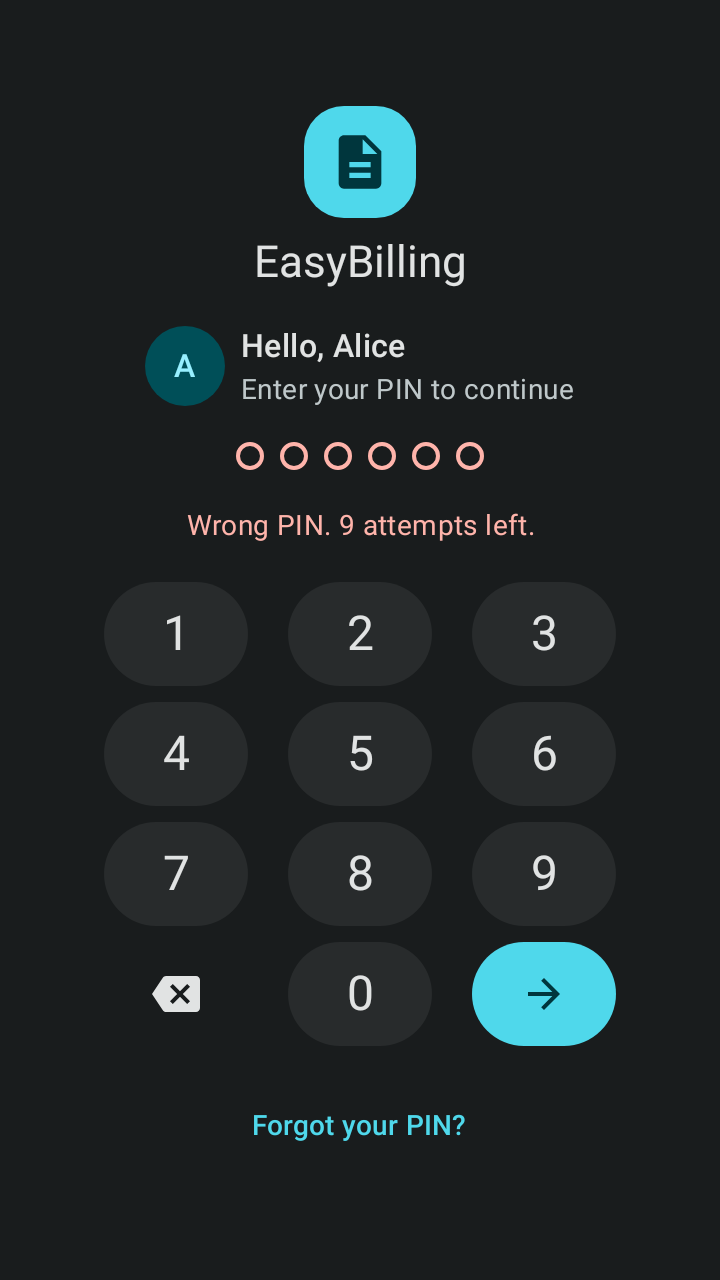 EasyBilling
A
Hello, Alice
Enter your PIN to continue
Wrong PIN. 9 attempts left.
1 2 3
4 5 6
7 8 9
0
Forgot your PIN?